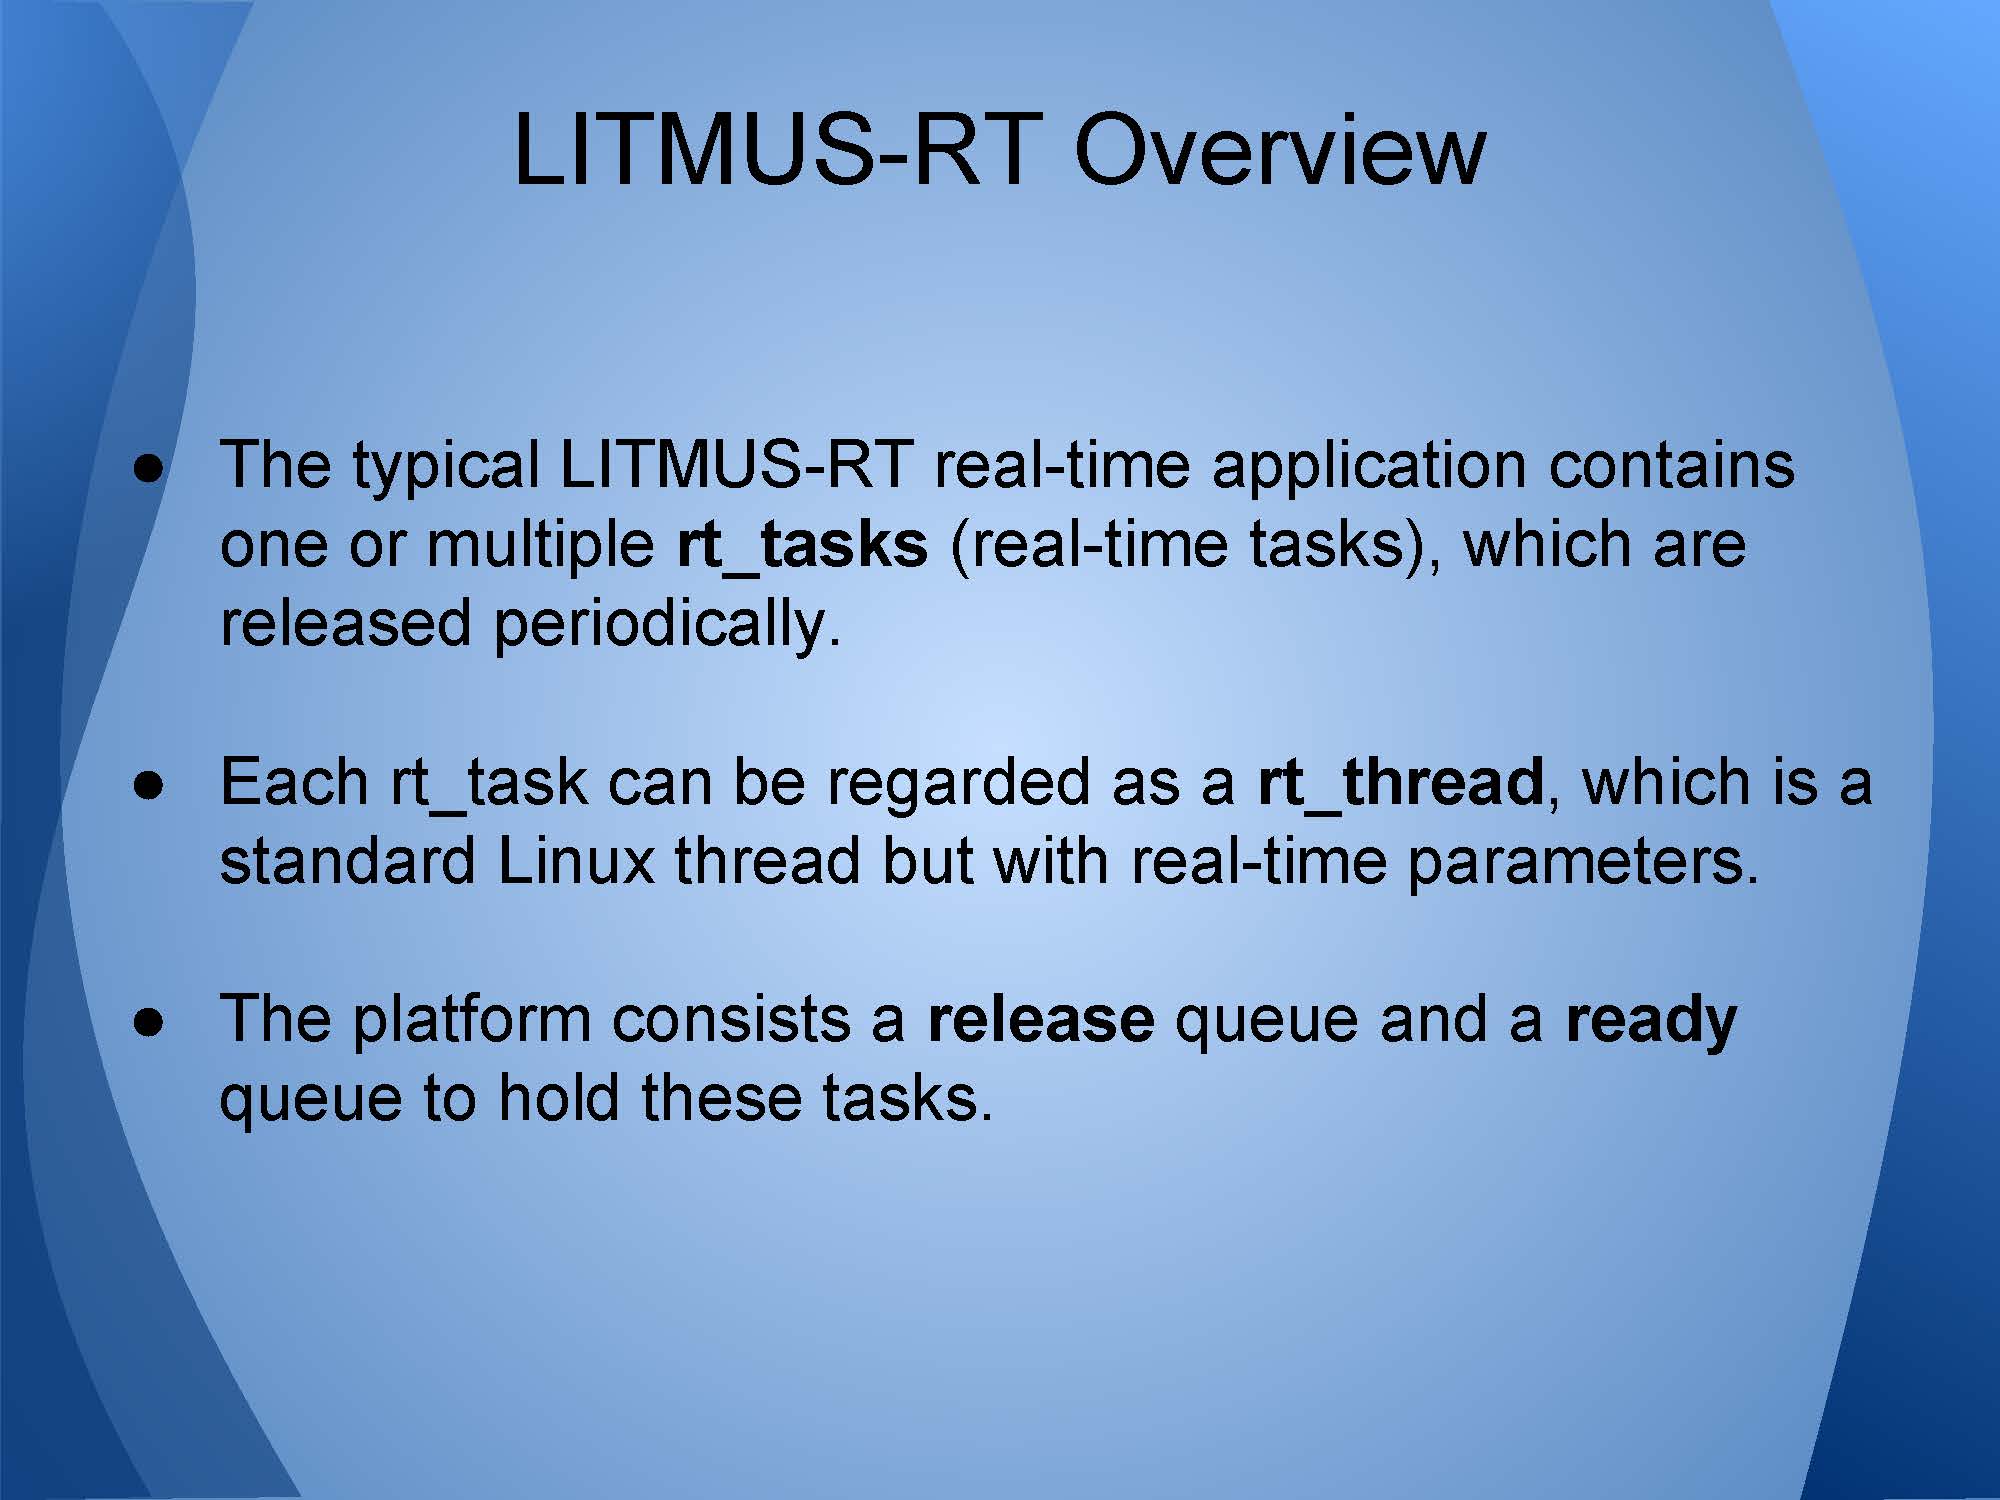 LITMUS-RT Overview
● The typical LITMUS-RT real-time application contains
one or multiple rt_tasks (real-time tasks), which are
released periodically.
● Each rt_task can be regarded as a rt_thread, which is a
standard Linux thread but with real-time parameters.
● The platform consists a release queue and a ready
queue to hold these tasks.